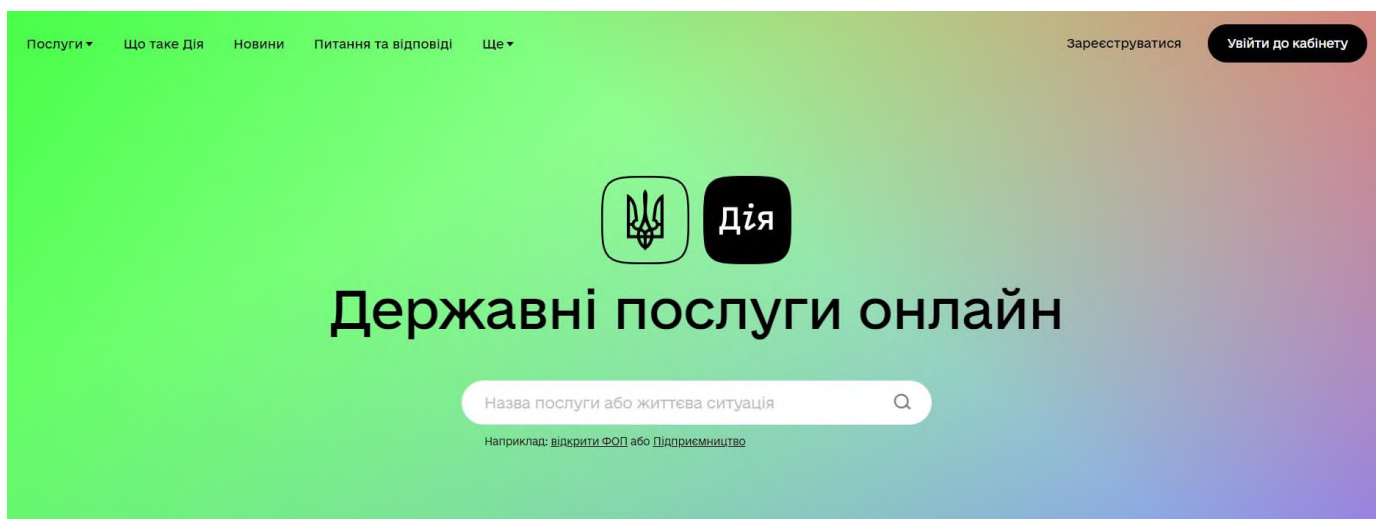 Послуги Що таке Дія Новини Питання та відповіді Ще Зареєструватися Увійти до кабінету
Дія
Державні послуги онлайн
Назва послуги або життєва ситуація
Наприклад: відкрити ФОП або Підприємництво